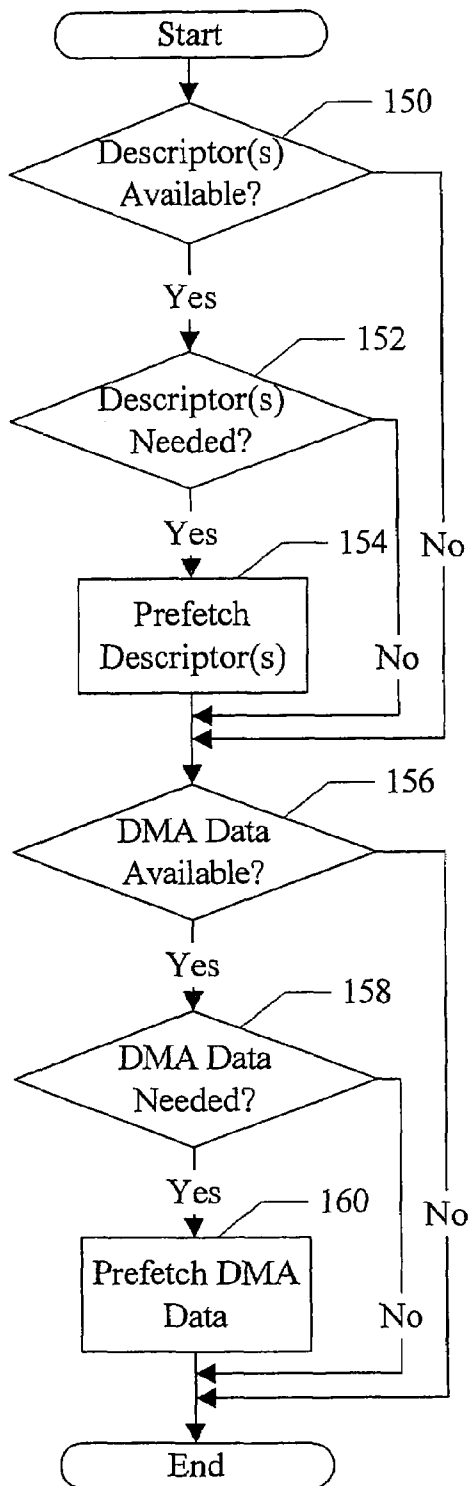 Start
150
Descriptor(s)
Available?
Yes
152
Descriptor(s)
Needed?
Yes
154
No
Prefetch
Descriptor(s)
No
156
DMA Data
Available?
Yes
158
DMA Data
Needed?
Yes
160
No
Prefetch DMA
Data
No
End